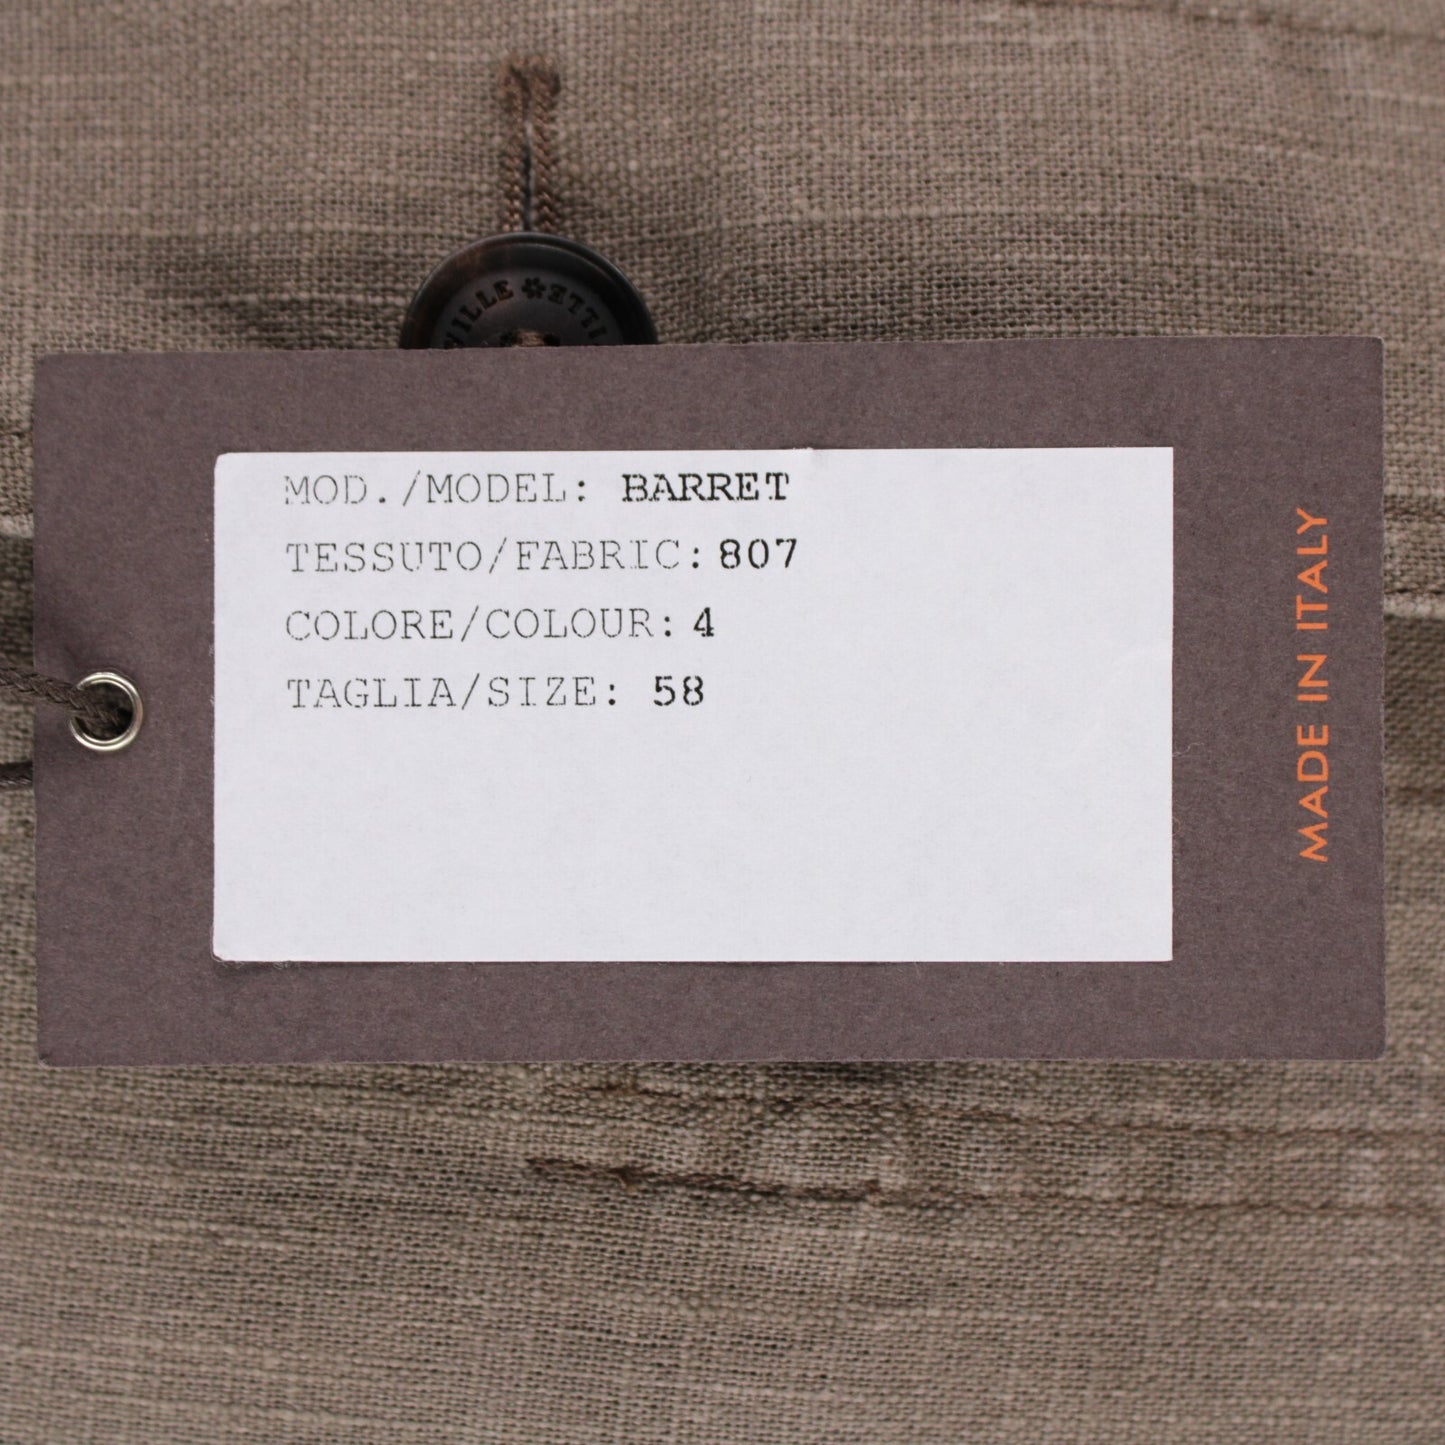 MOD./MODEL: BARRET
TESSUTO/FABRIC: 807
COLORE/COLOUR: 4
TAGLIA/SIZE: 58
MADE IN ITALY